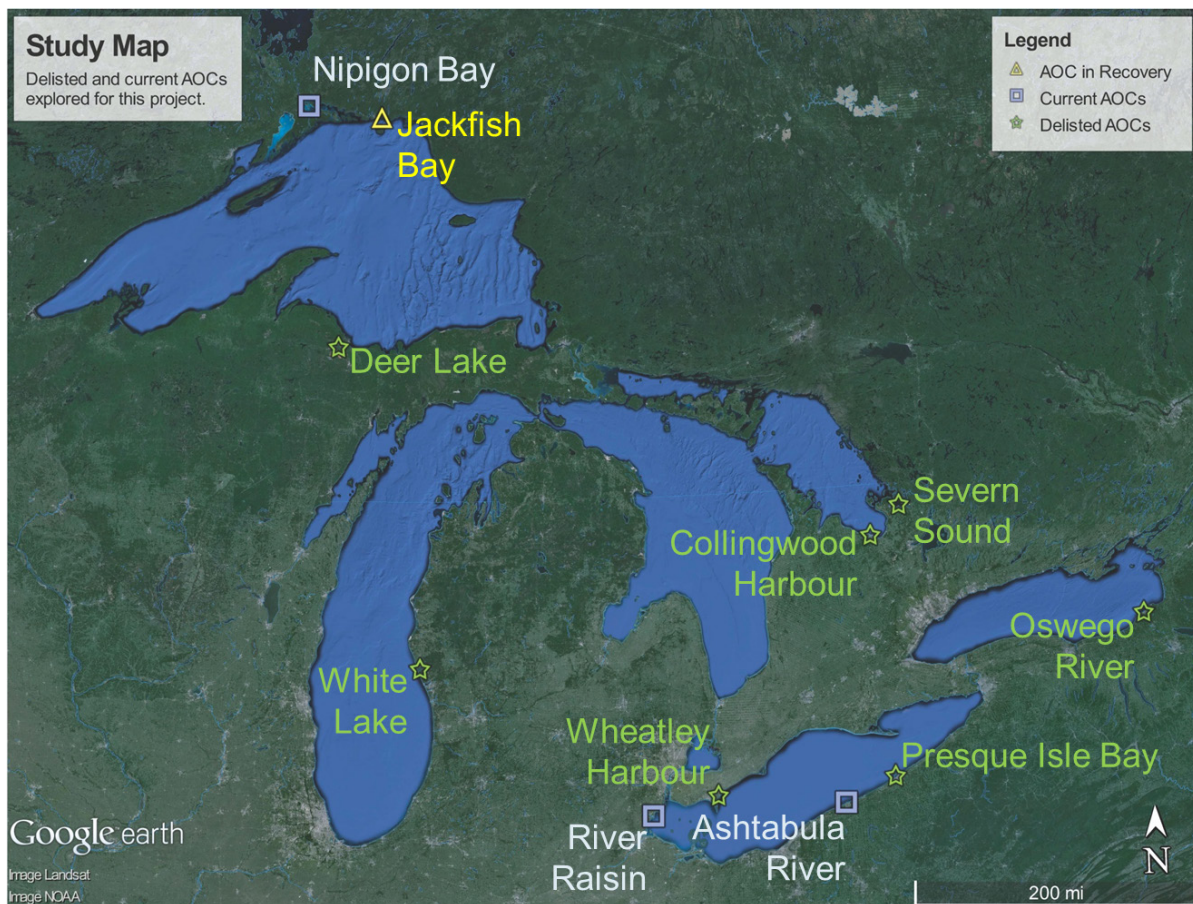 Study Map
Delisted and current AOCs
explored for this project.
Legend
AOC in Recovery
Current AOCs
Delisted AOCs
Nipigon Bay
Jackfish
Bay
Deer Lake
Severn
Sound
Collingwood
Harbour
Oswego
River
White
Lake
Wheatley
Harbour
Presque Isle Bay
Ashtabula
River
River
Raisin
Google earth
Image Landsat
Image NOAA
N
200 mi